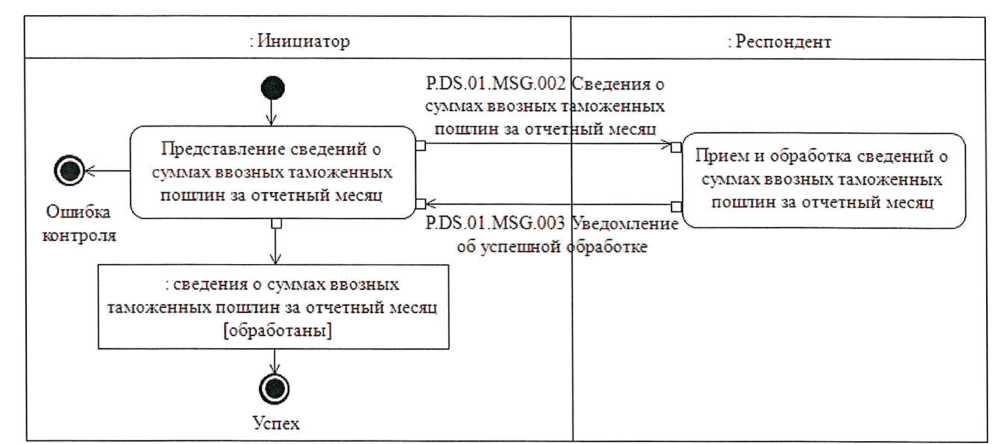 : Инициатор
: Респондент
P.DS.01.MSG.002 Сведения о
суммах ввозных таможенных
пошлин за отчетный месяц
Представление сведений о
суммах ввозных таможенных
пошлин за отчетный месяц
Прием и обработка сведений о
суммах ввозных таможенных
пошлин за отчетный месяц
Ошибка
контроля
P.DS.01.MSG.003 Уведомление
об успешной обработке
: сведения о суммах ввозных
таможенных пошлин за отчетный месяц
[обработаны]
Успех